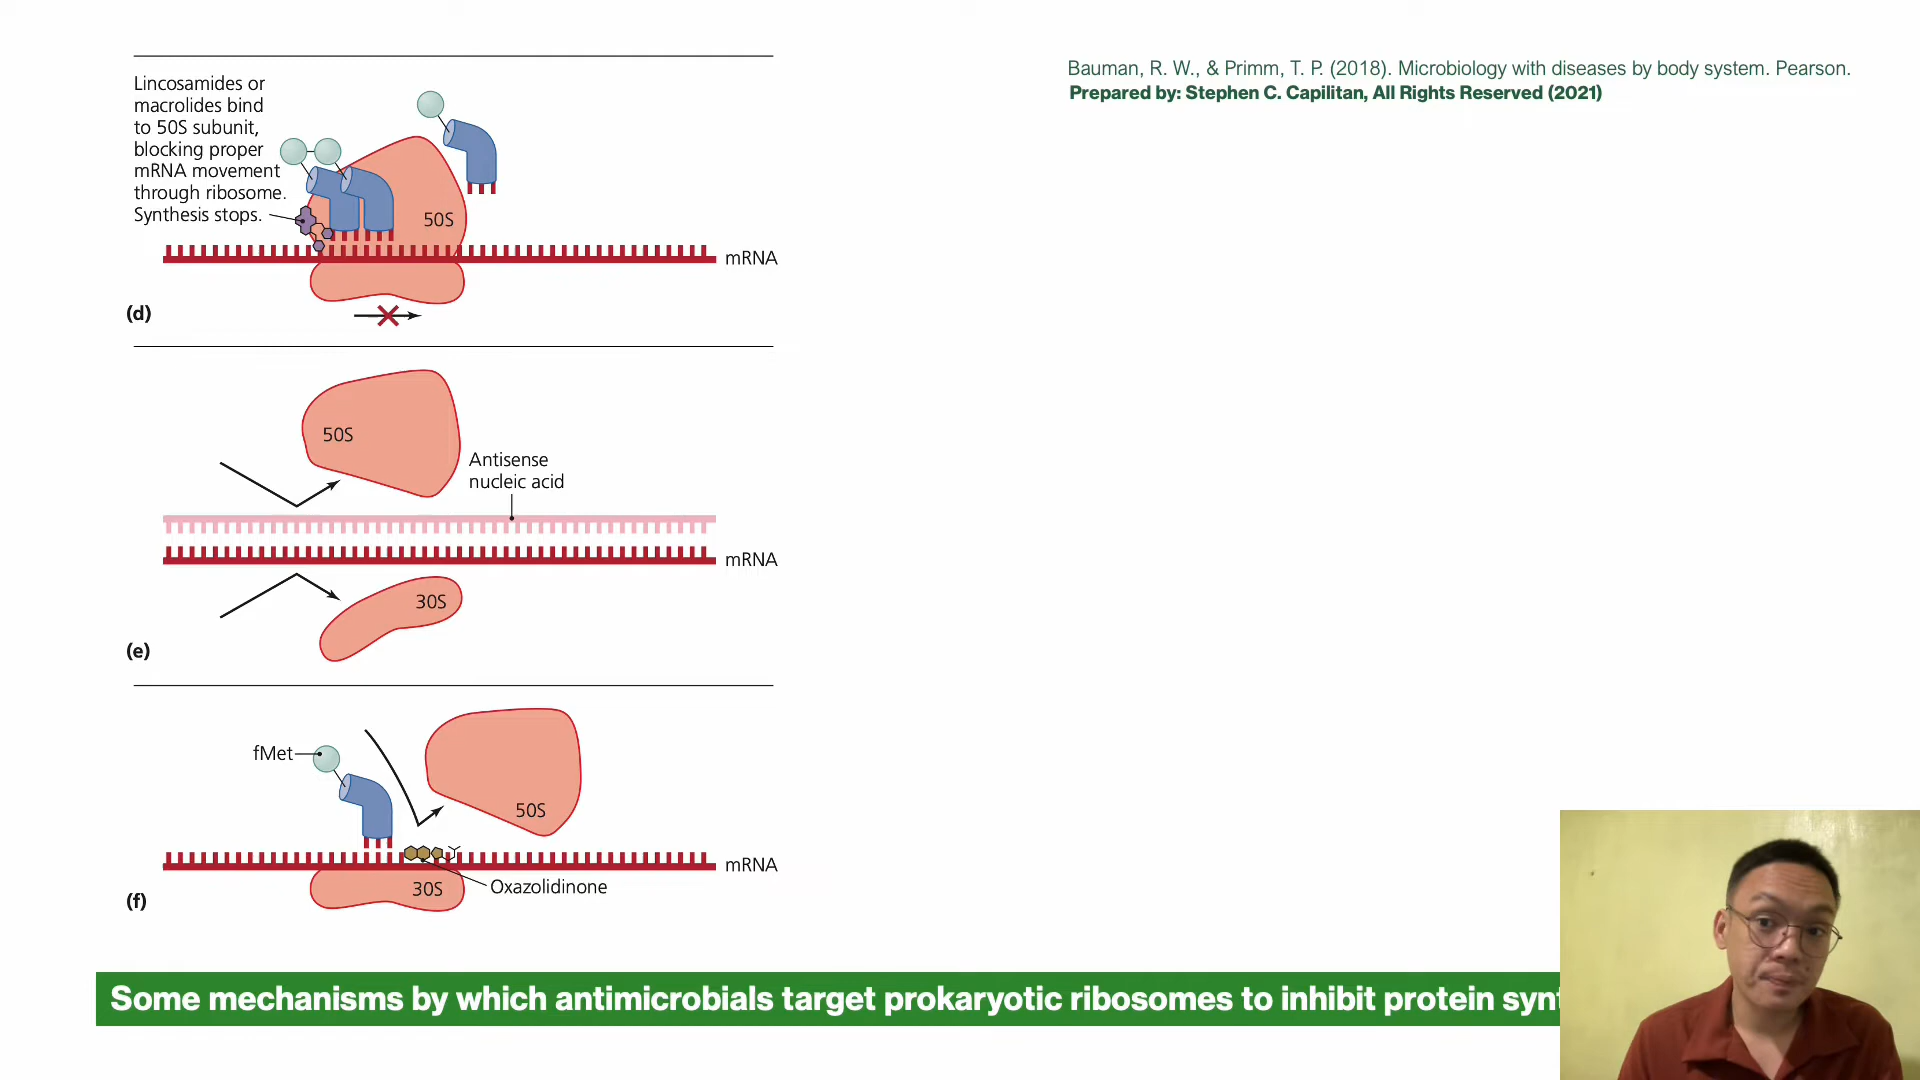 Bauman, R. W., & Primm, T. P. (2018). Microbiology with diseases by body system. Pearson.
Prepared by: Stephen C. Capilitan, All Rights Reserved (2021)
Lincosamides or
macrolides bind
to 50S subunit,
blocking proper
mRNA movement
through ribosome.
Synthesis stops.
50S
mRNA
(d)
50S
Antisense
nucleic acid
mRNA
30S
(e)
fMet
50S
mRNA
30S
Oxazolidinone
(f)
Some mechanisms by which antimicrobials target prokaryotic ribosomes to inhibit protein